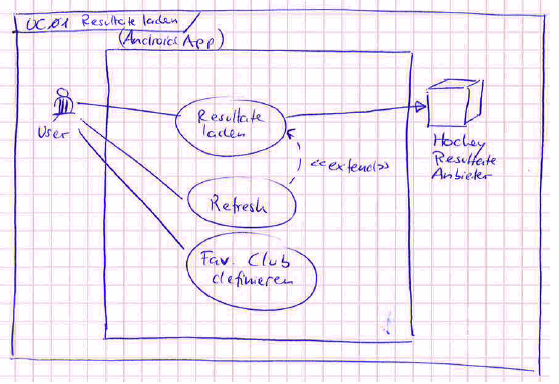 UC.01 Resultate laden
(Android App)
Resultate
laden
User
Hockey
Resultate
Anbieter
<<extend>>
Refresh
Fav. Club
definieren